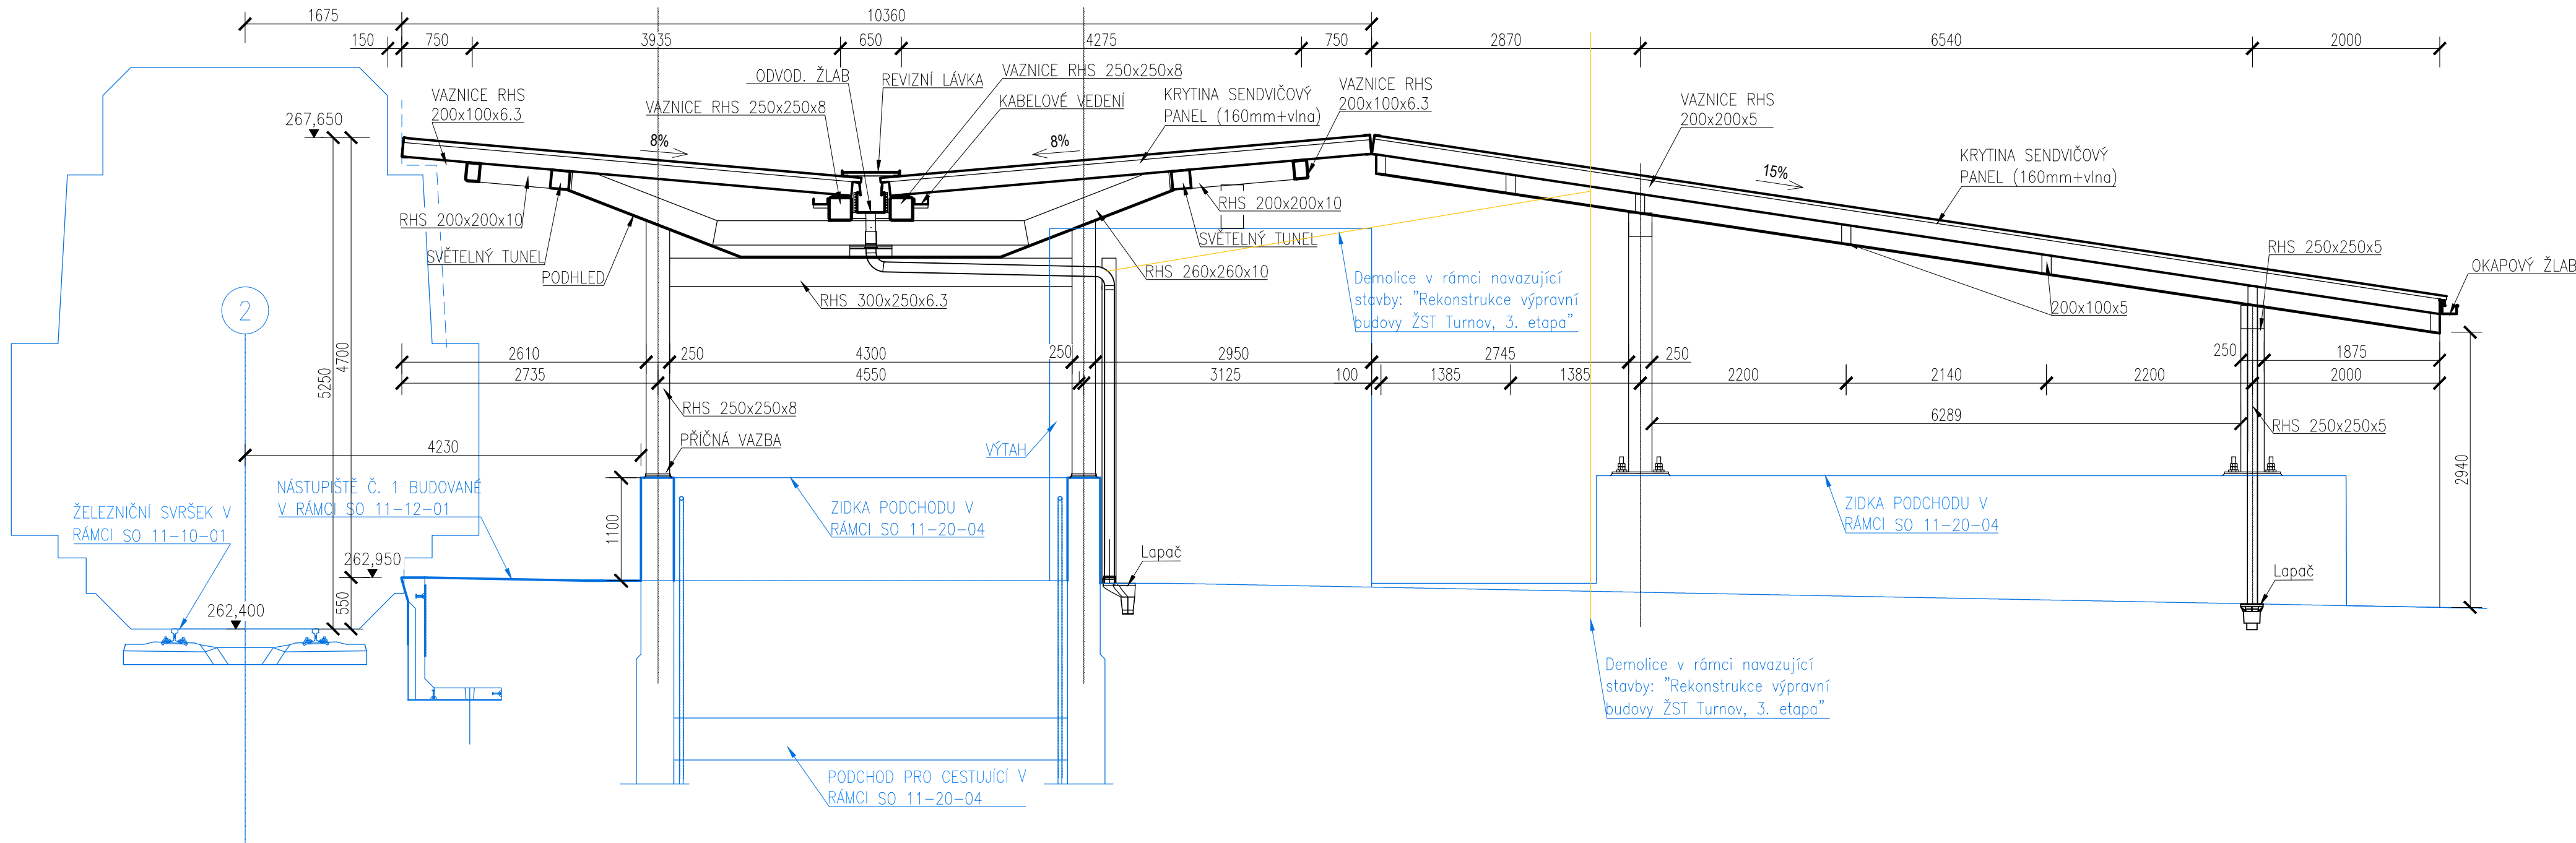 1675
10360
150
750
3935
650
4275
750
2870
6540
2000
ODVOD. ŽLAB
REVIZNÍ LÁVKA
VAZNICE RHS 250x250x8
VAZNICE RHS
200x100x6.3
VAZNICE RHS 250x250x8
KABELOVÉ VEDENÍ
KRYTINA SENDVIČOVÝ
PANEL (160mm+vlna)
VAZNICE RHS
200x100x6.3
VAZNICE RHS
200x200x5
267,650
8%
8%
15%
KRYTINA SENDVIČOVÝ
PANEL (160mm+vlna)
RHS 200x200x10
SVĚTELNÝ TUNEL
PODHLED
RHS 200x200x10
SVĚTELNÝ TUNEL
RHS 260x260x10
RHS 300x250x6.3
Demolice v rámci navazující
stavby: "Rekonstrukce výpravní
budovy ŽST Turnov, 3. etapa"
RHS 250x250x5
OKAPOVÝ ŽLAB
200x100x5
2
5250
4700
2610
250
4300
250
2950
2745
250
250
1875
2735
4550
3125
100
1385
1385
2200
2140
2200
2000
RHS 250x250x8
PŘÍČNÁ VAZBA
4230
VÝTAH
6289
RHS 250x250x5
2940
NÁSTUPIŠTĚ Č. 1 BUDOVANÉ
V RÁMCI SO 11-12-01
ŽELEZNIČNÍ SVRŠEK V
RÁMCI SO 11-10-01
1100
ZIDKA PODCHODU V
RÁMCI SO 11-20-04
ZIDKA PODCHODU V
RÁMCI SO 11-20-04
262,950
Lapač
Lapač
262,400
550
Demolice v rámci navazující
stavby: "Rekonstrukce výpravní
budovy ŽST Turnov, 3. etapa"
PODCHOD PRO CESTUJÍCÍ V
RÁMCI SO 11-20-04